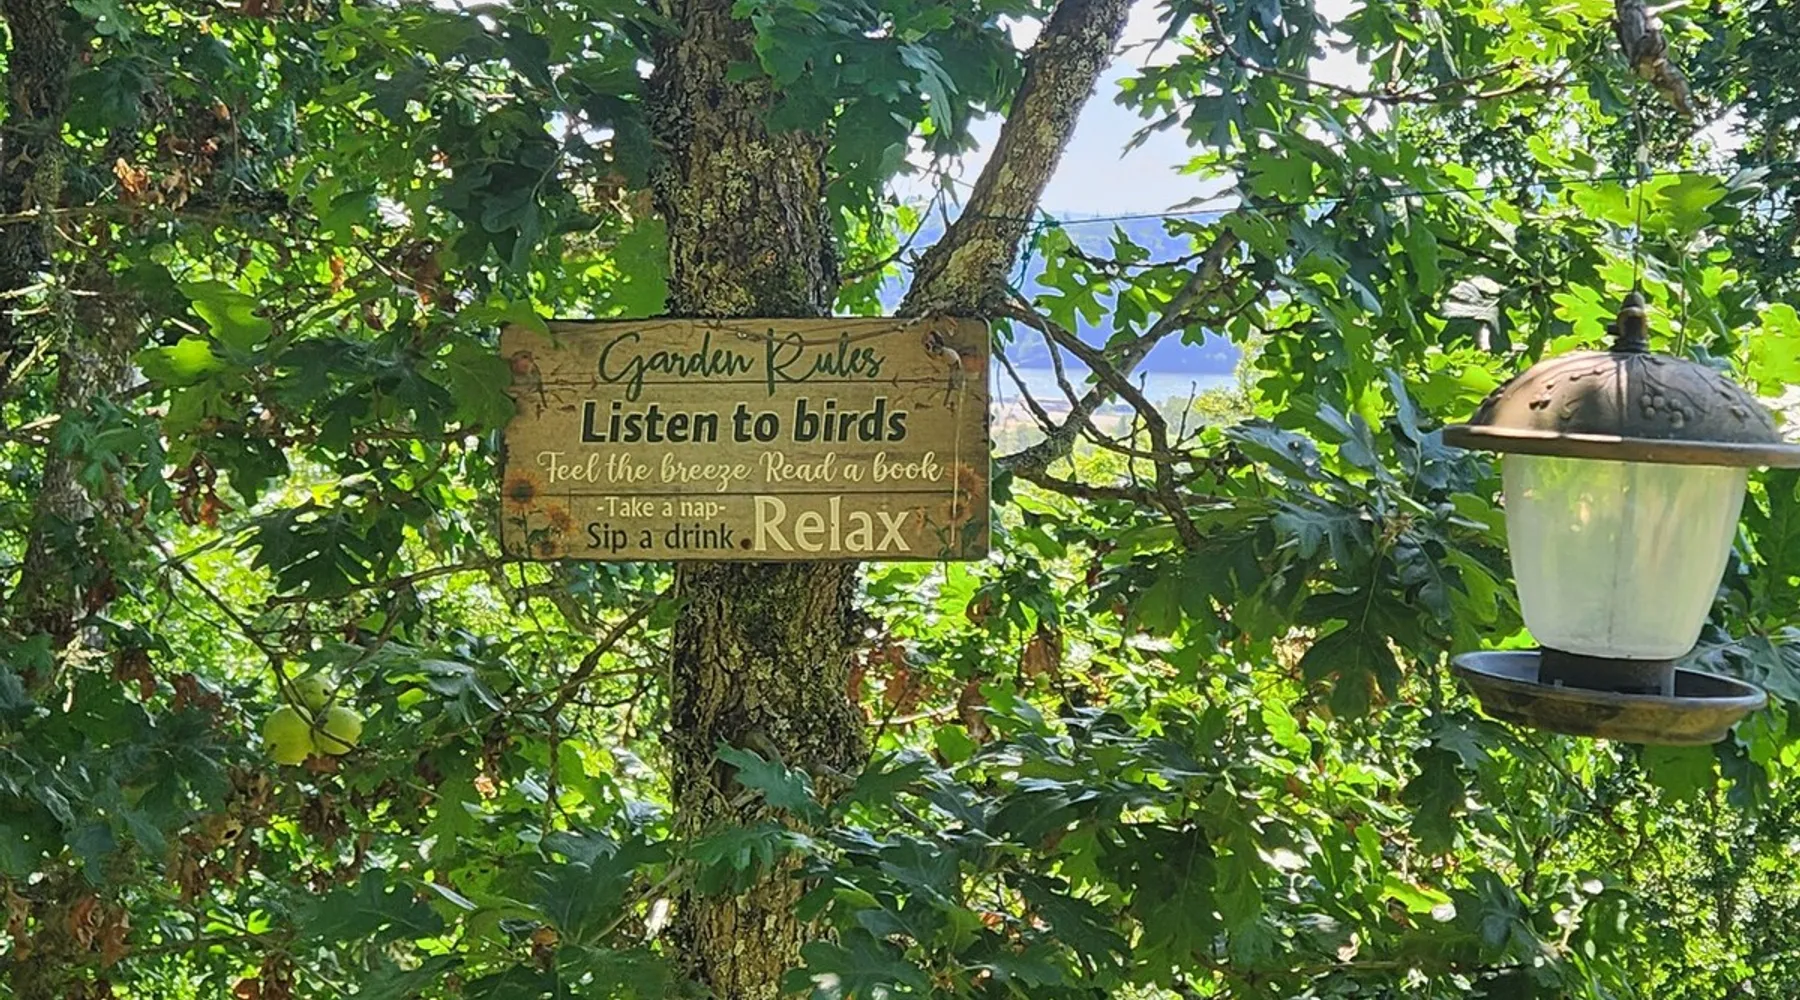 Garden Rules
Listen to birds
Feel the breeze Read a book
-Take a nap-
Sip a drink
Relax